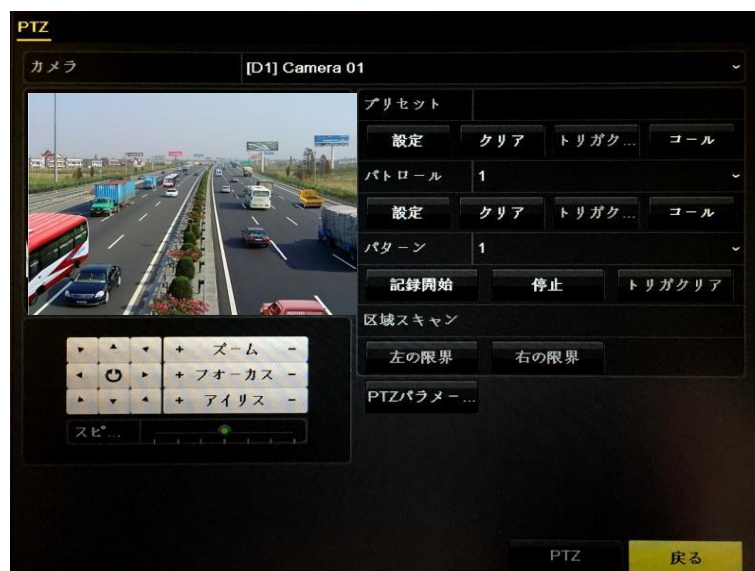 PTZ
カメラ [D1] Camera 01
プリセット
設定 クリア トリガク... コール
パトロール 1
設定 クリア トリガク... コール
パターン 1
記録開始 停止 トリガクリア
区域スキャン
左の限界 右の限界
PTZパラメー...
+ ズーム -
+ フォーカス -
+ アイリス -
スピ...
PTZ 戻る